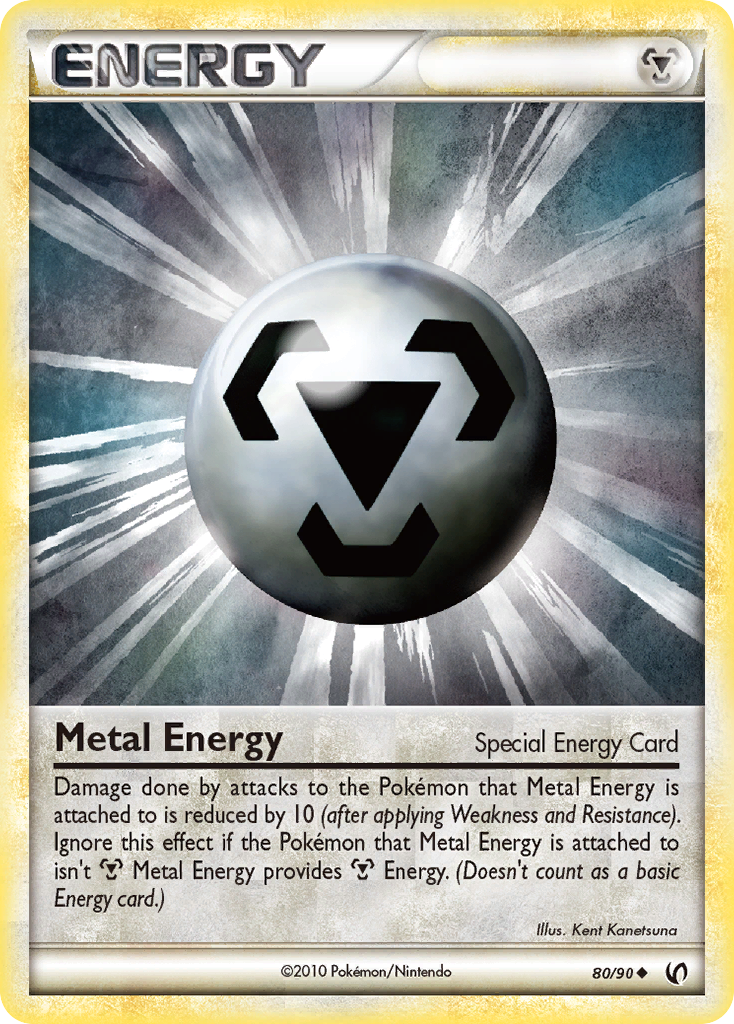 ENERGY
Metal Energy Special Energy Card
Damage done by attacks to the Pokémon that Metal Energy is
attached to is reduced by 10 (after applying Weakness and Resistance).
Ignore this effect if the Pokémon that Metal Energy is attached to
isn't Metal Energy provides Energy. (Doesn't count as a basic
Energy card.)
Illus. Kent Kanetsuna
©2010 Pokémon/Nintendo 80/90